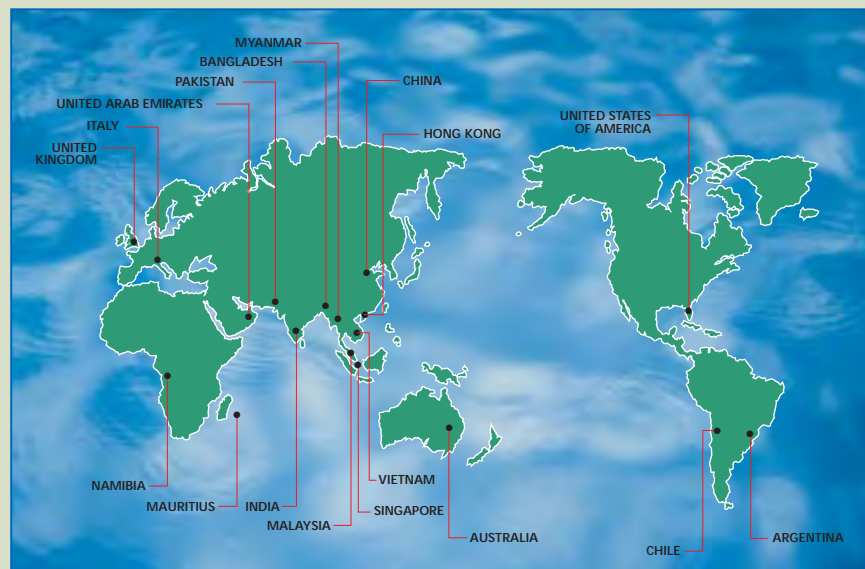 MYANMAR
BANGLADESH
PAKISTAN
CHINA
UNITED ARAB EMIRATES
UNITED STATES
OF AMERICA
ITALY
HONG KONG
UNITED
KINGDOM
NAMIBIA
MAURITIUS
INDIA
MALAYSIA
VIETNAM
SINGAPORE
AUSTRALIA
CHILE
ARGENTINA